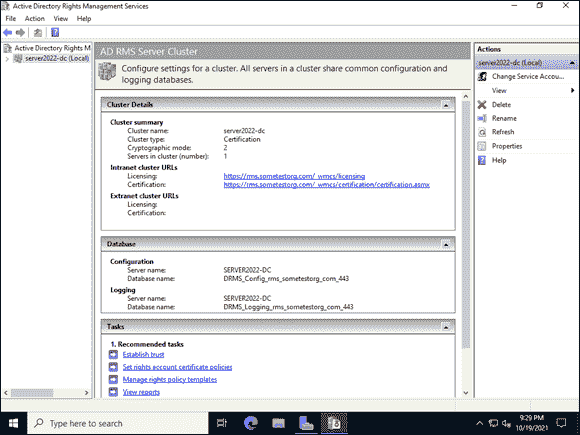 Active Directory Rights Management Services
File Action View Help
Active Directory Rights M
server2022-dc (Local)
AD RMS Server Cluster
Configure settings for a cluster. All servers in a cluster share common configuration and
logging databases.
Cluster Details
Cluster summary
Cluster name: server2022-dc
Cluster type: Certification
Cryptographic mode: 2
Servers in cluster (number): 1
Intranet cluster URLs
Licensing: https://rms.sometestorg.com/_wmcs/licensing
Certification: https://rms.sometestorg.com/_wmcs/certification/certification.asmx
Extranet cluster URLs
Licensing:
Certification:
Database
Configuration
Server name: SERVER2022-DC
Database name: DRMS_Config_rms_sometestorg_com_443
Logging
Server name: SERVER2022-DC
Database name: DRMS_Logging_rms_sometestorg_com_443
Tasks
1. Recommended tasks
Establish trust
Set rights account certificate policies
Manage rights policy templates
View reports
Actions
server2022-dc (Local)
Change Service Accou...
View
Delete
Rename
Refresh
Properties
Help
Type here to search
9:29 PM
10/19/2021